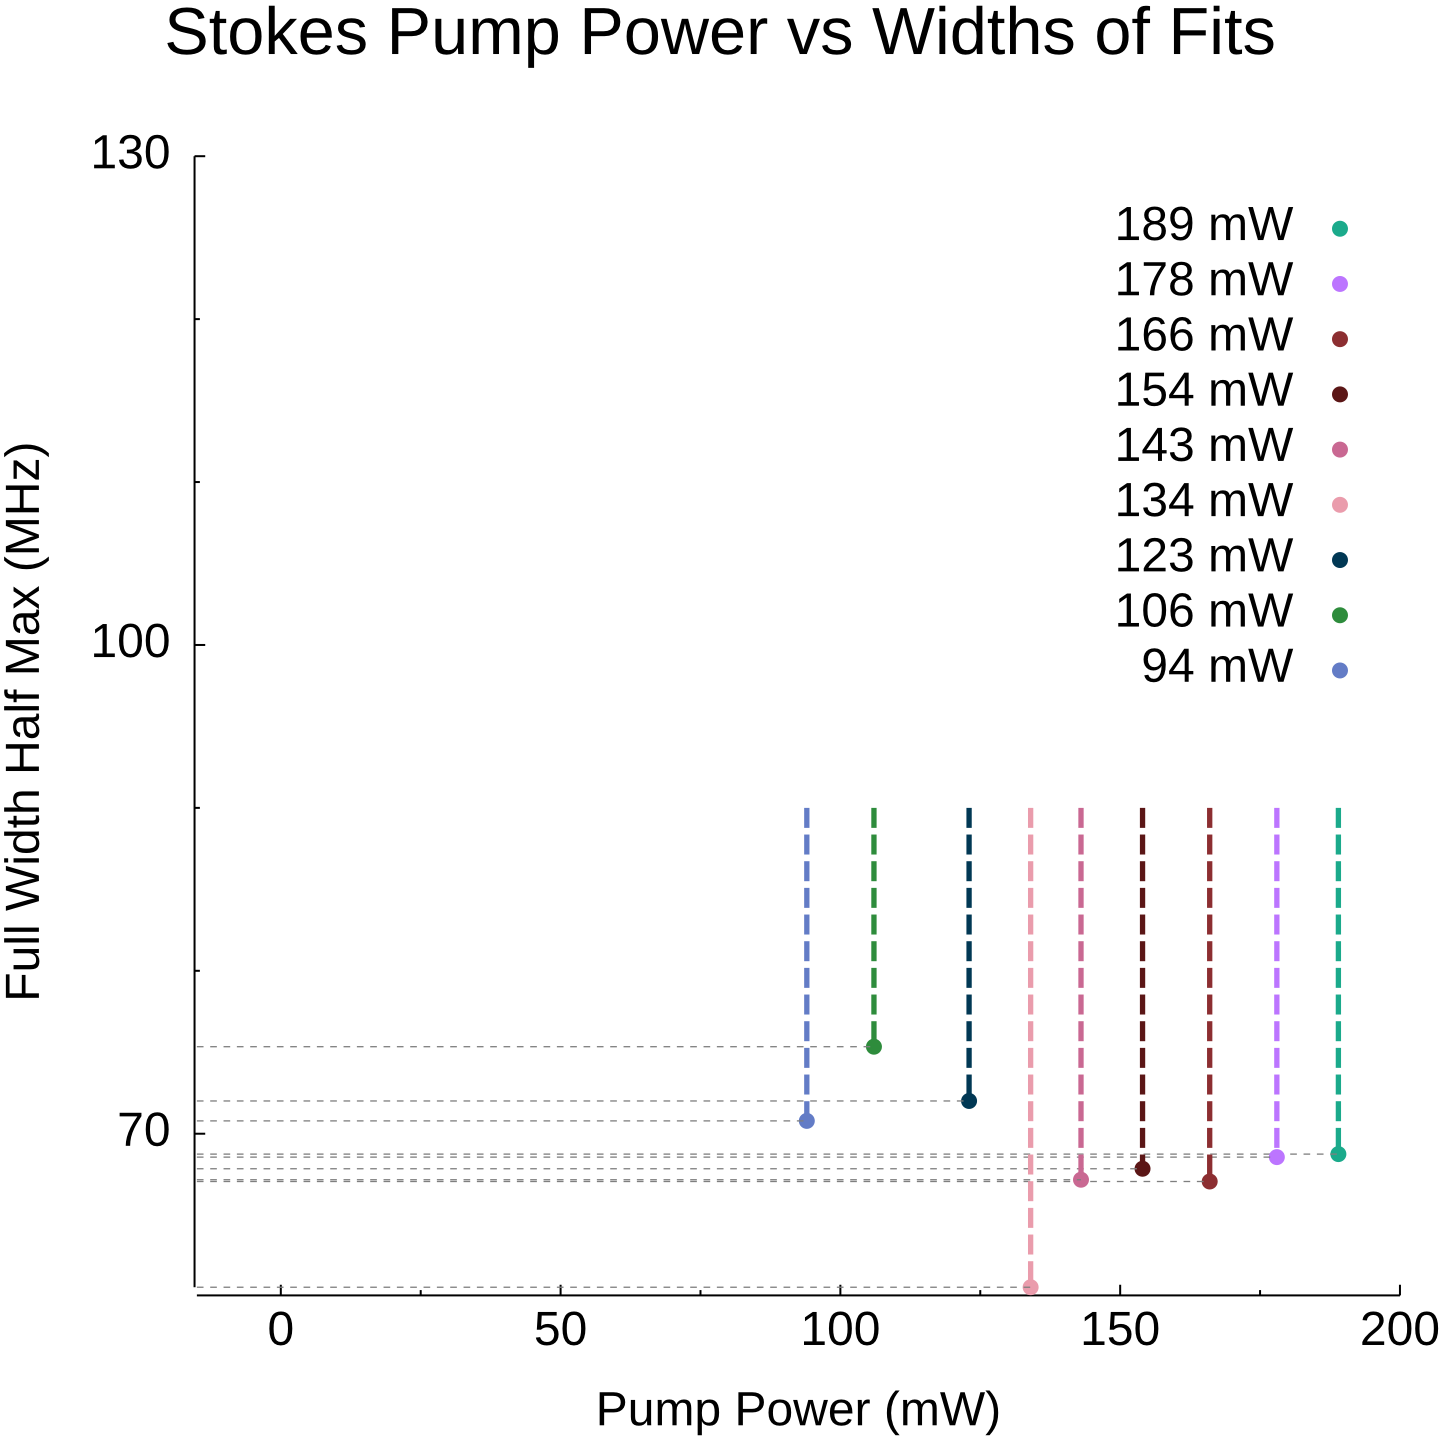 Stokes Pump Power vs Widths of Fits
130
189 mW
178 mW
166 mW
154 mW
143 mW
134 mW
123 mW
106 mW
94 mW
100
70
Full Width Half Max (MHz)
0 50 100 150 200
Pump Power (mW)